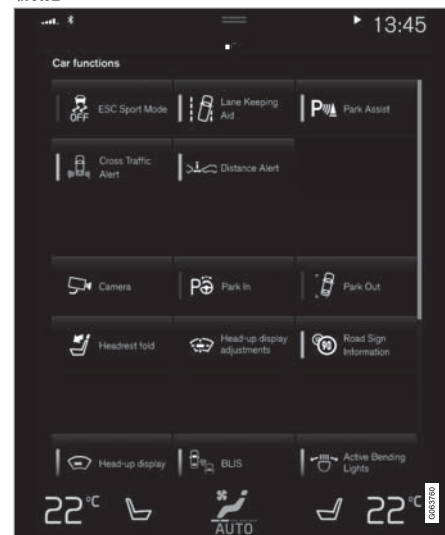 13:45
Car functions
OFF
ESC Sport Mode
Lane Keeping
Aid
P
Park Assist
Cross Traffic
Alert
Distance Alert
Camera
P
Park In
Park Out
Headrest fold
Head-up display
adjustments
90
Road Sign
Information
Head-up display
BLIS
Active Bending
Lights
22°C
AUTO
22°C
G063760